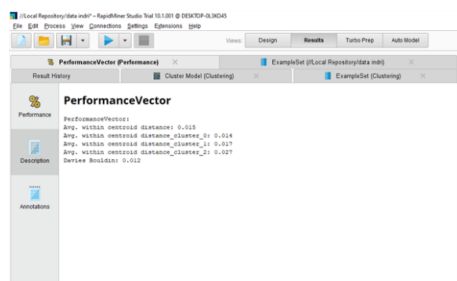 //Local Repository/data indri* – RapidMiner Studio Trial 10.1.001 @ DESKTOP-0L3KD45
File Edit Process View Connections Settings Extensions Help
Views: Design Results Turbo Prep Auto Model
PerformanceVector (Performance) ExampleSet (//Local Repository/data indri)
Result History Cluster Model (Clustering) ExampleSet (Clustering)
%
Performance
Description
Annotations
PerformanceVector
PerformanceVector:
Avg. within centroid distance: 0.015
Avg. within centroid distance_cluster_0: 0.014
Avg. within centroid distance_cluster_1: 0.017
Avg. within centroid distance_cluster_2: 0.027
Davies Bouldin: 0.012